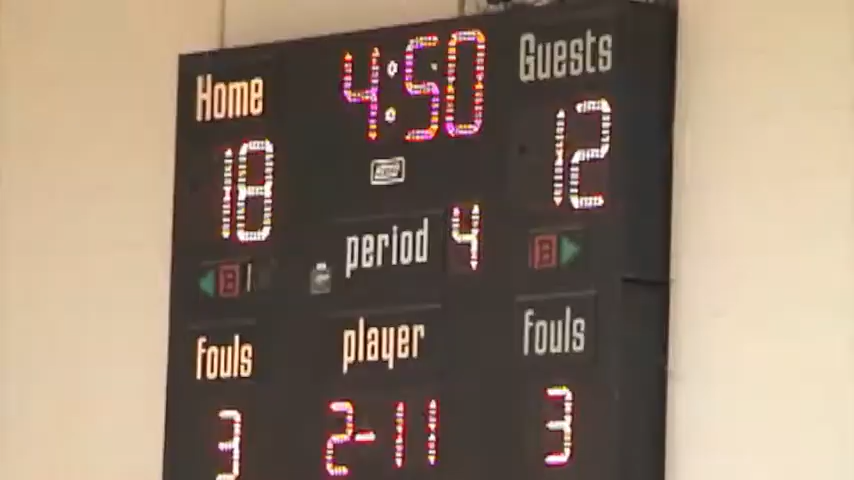 Home 4:50 Guests
18 12
period 4
B B
fouls player fouls
3 2-11 3